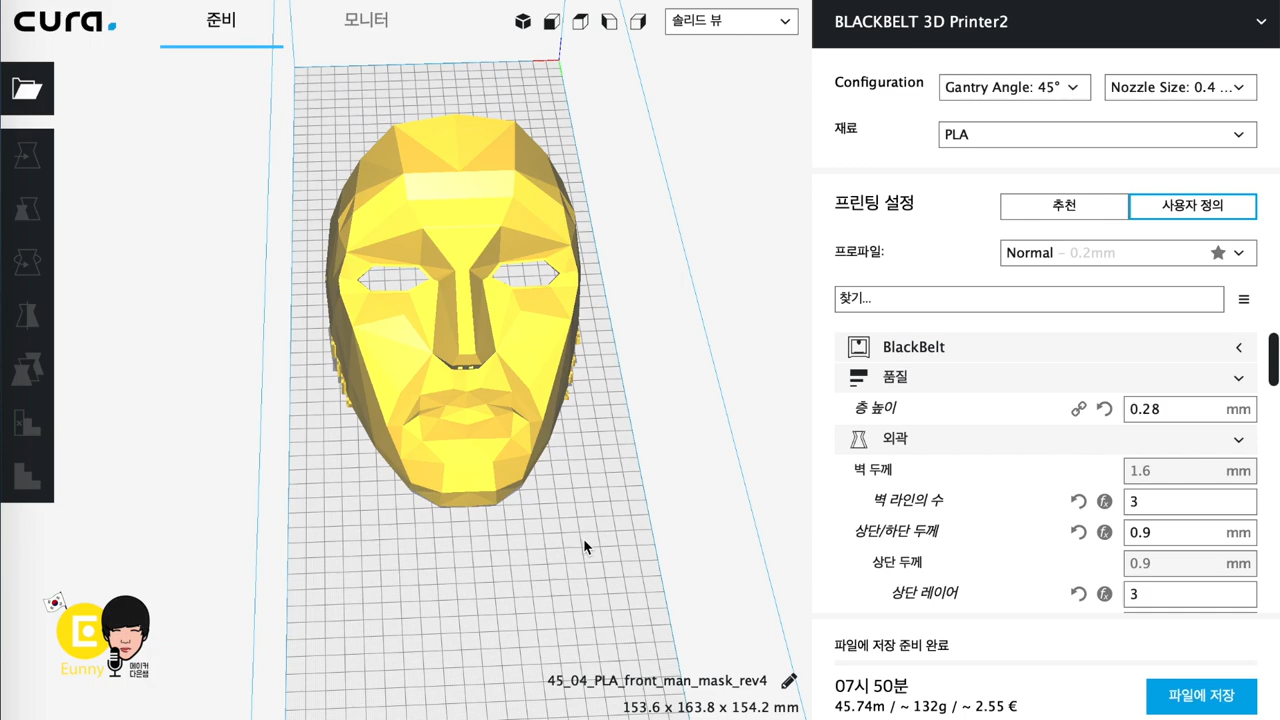 cura.
준비
모니터
솔리드 뷰
BLACKBELT 3D Printer2
Configuration
Gantry Angle: 45°
Nozzle Size: 0.4 ...
재료
PLA
프린팅 설정
추천
사용자 정의
프로파일:
Normal – 0.2mm
찾기...
BlackBelt
품질
층 높이
0.28 mm
외곽
벽 두께
1.6 mm
벽 라인의 수
3
상단/하단 두께
0.9 mm
상단 두께
0.9 mm
상단 레이어
3
E
Eunny
메이커
다은쌤
45_04_PLA_front_man_mask_rev4
153.6 x 163.8 x 154.2 mm
파일에 저장 준비 완료
07시 50분
45.74m / ~ 132g / ~ 2.55 €
파일에 저장